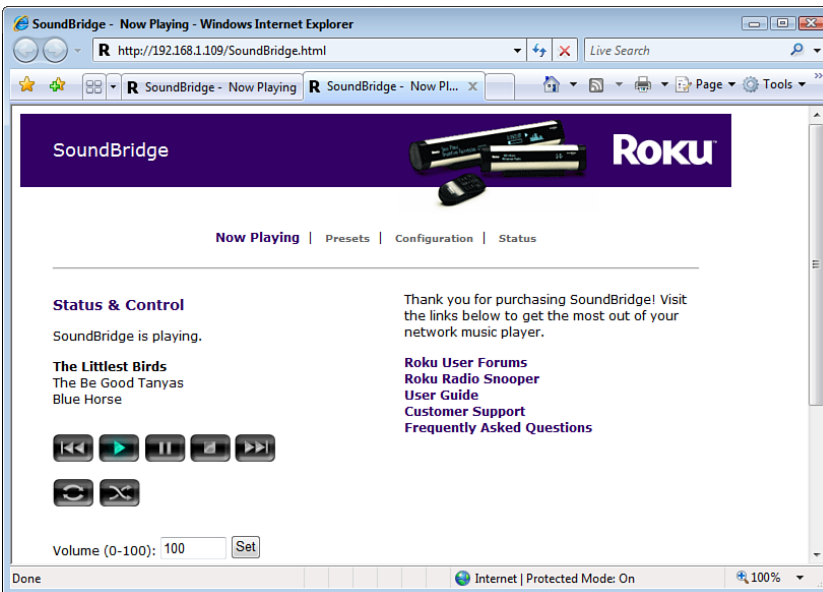 SoundBridge - Now Playing - Windows Internet Explorer
R http://192.168.1.109/SoundBridge.html
Live Search
R SoundBridge - Now Playing
R SoundBridge - Now Pl...
Page
Tools
SoundBridge
ROKU
Now Playing | Presets | Configuration | Status
Status & Control
SoundBridge is playing.
The Littlest Birds
The Be Good Tanyas
Blue Horse
Volume (0-100): 100 Set
Thank you for purchasing SoundBridge! Visit
the links below to get the most out of your
network music player.
Roku User Forums
Roku Radio Snooper
User Guide
Customer Support
Frequently Asked Questions
Done
Internet | Protected Mode: On
100%